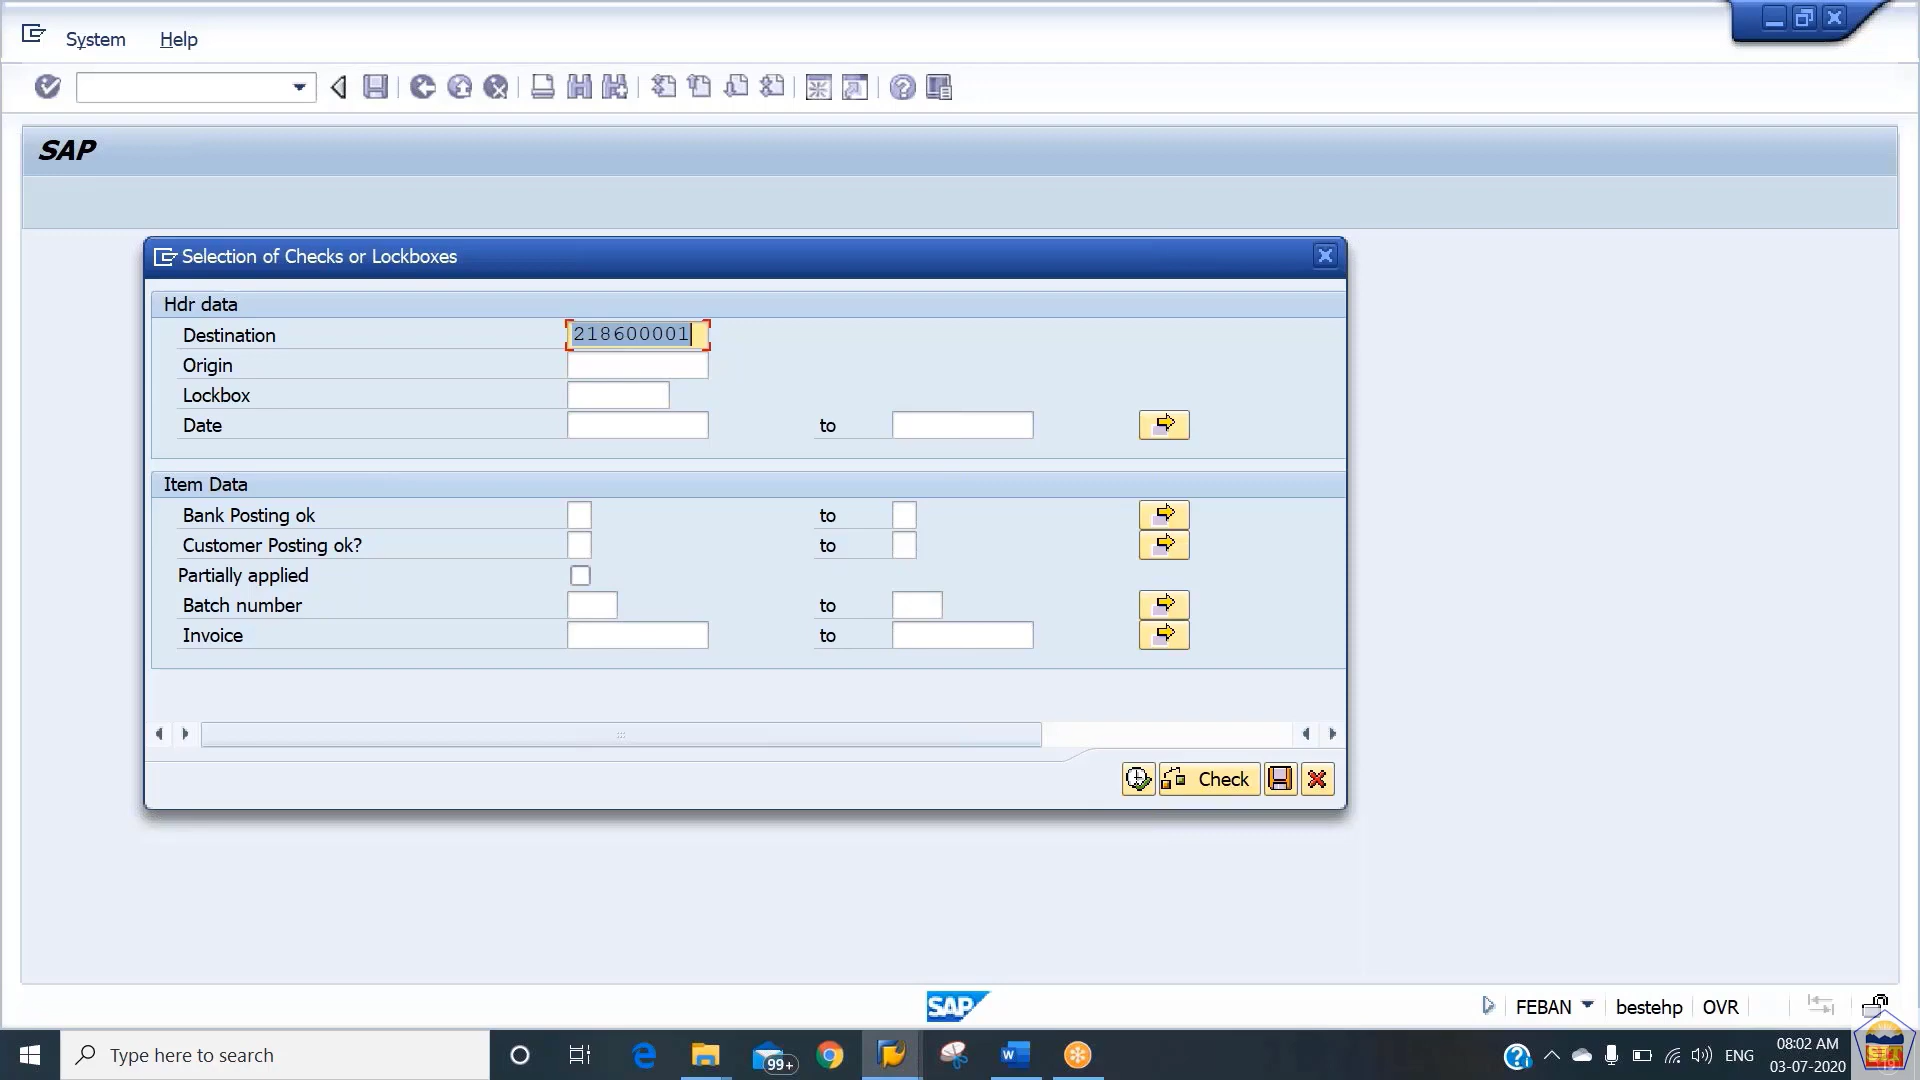 System Help
SAP
Selection of Checks or Lockboxes
Hdr data
Destination 218600001
Origin
Lockbox
Date to
Item Data
Bank Posting ok to
Customer Posting ok? to
Partially applied
Batch number to
Invoice to
Check
SAP
FEBAN bestehp OVR
Type here to search
99+
ENG
08:02 AM
03-07-2020